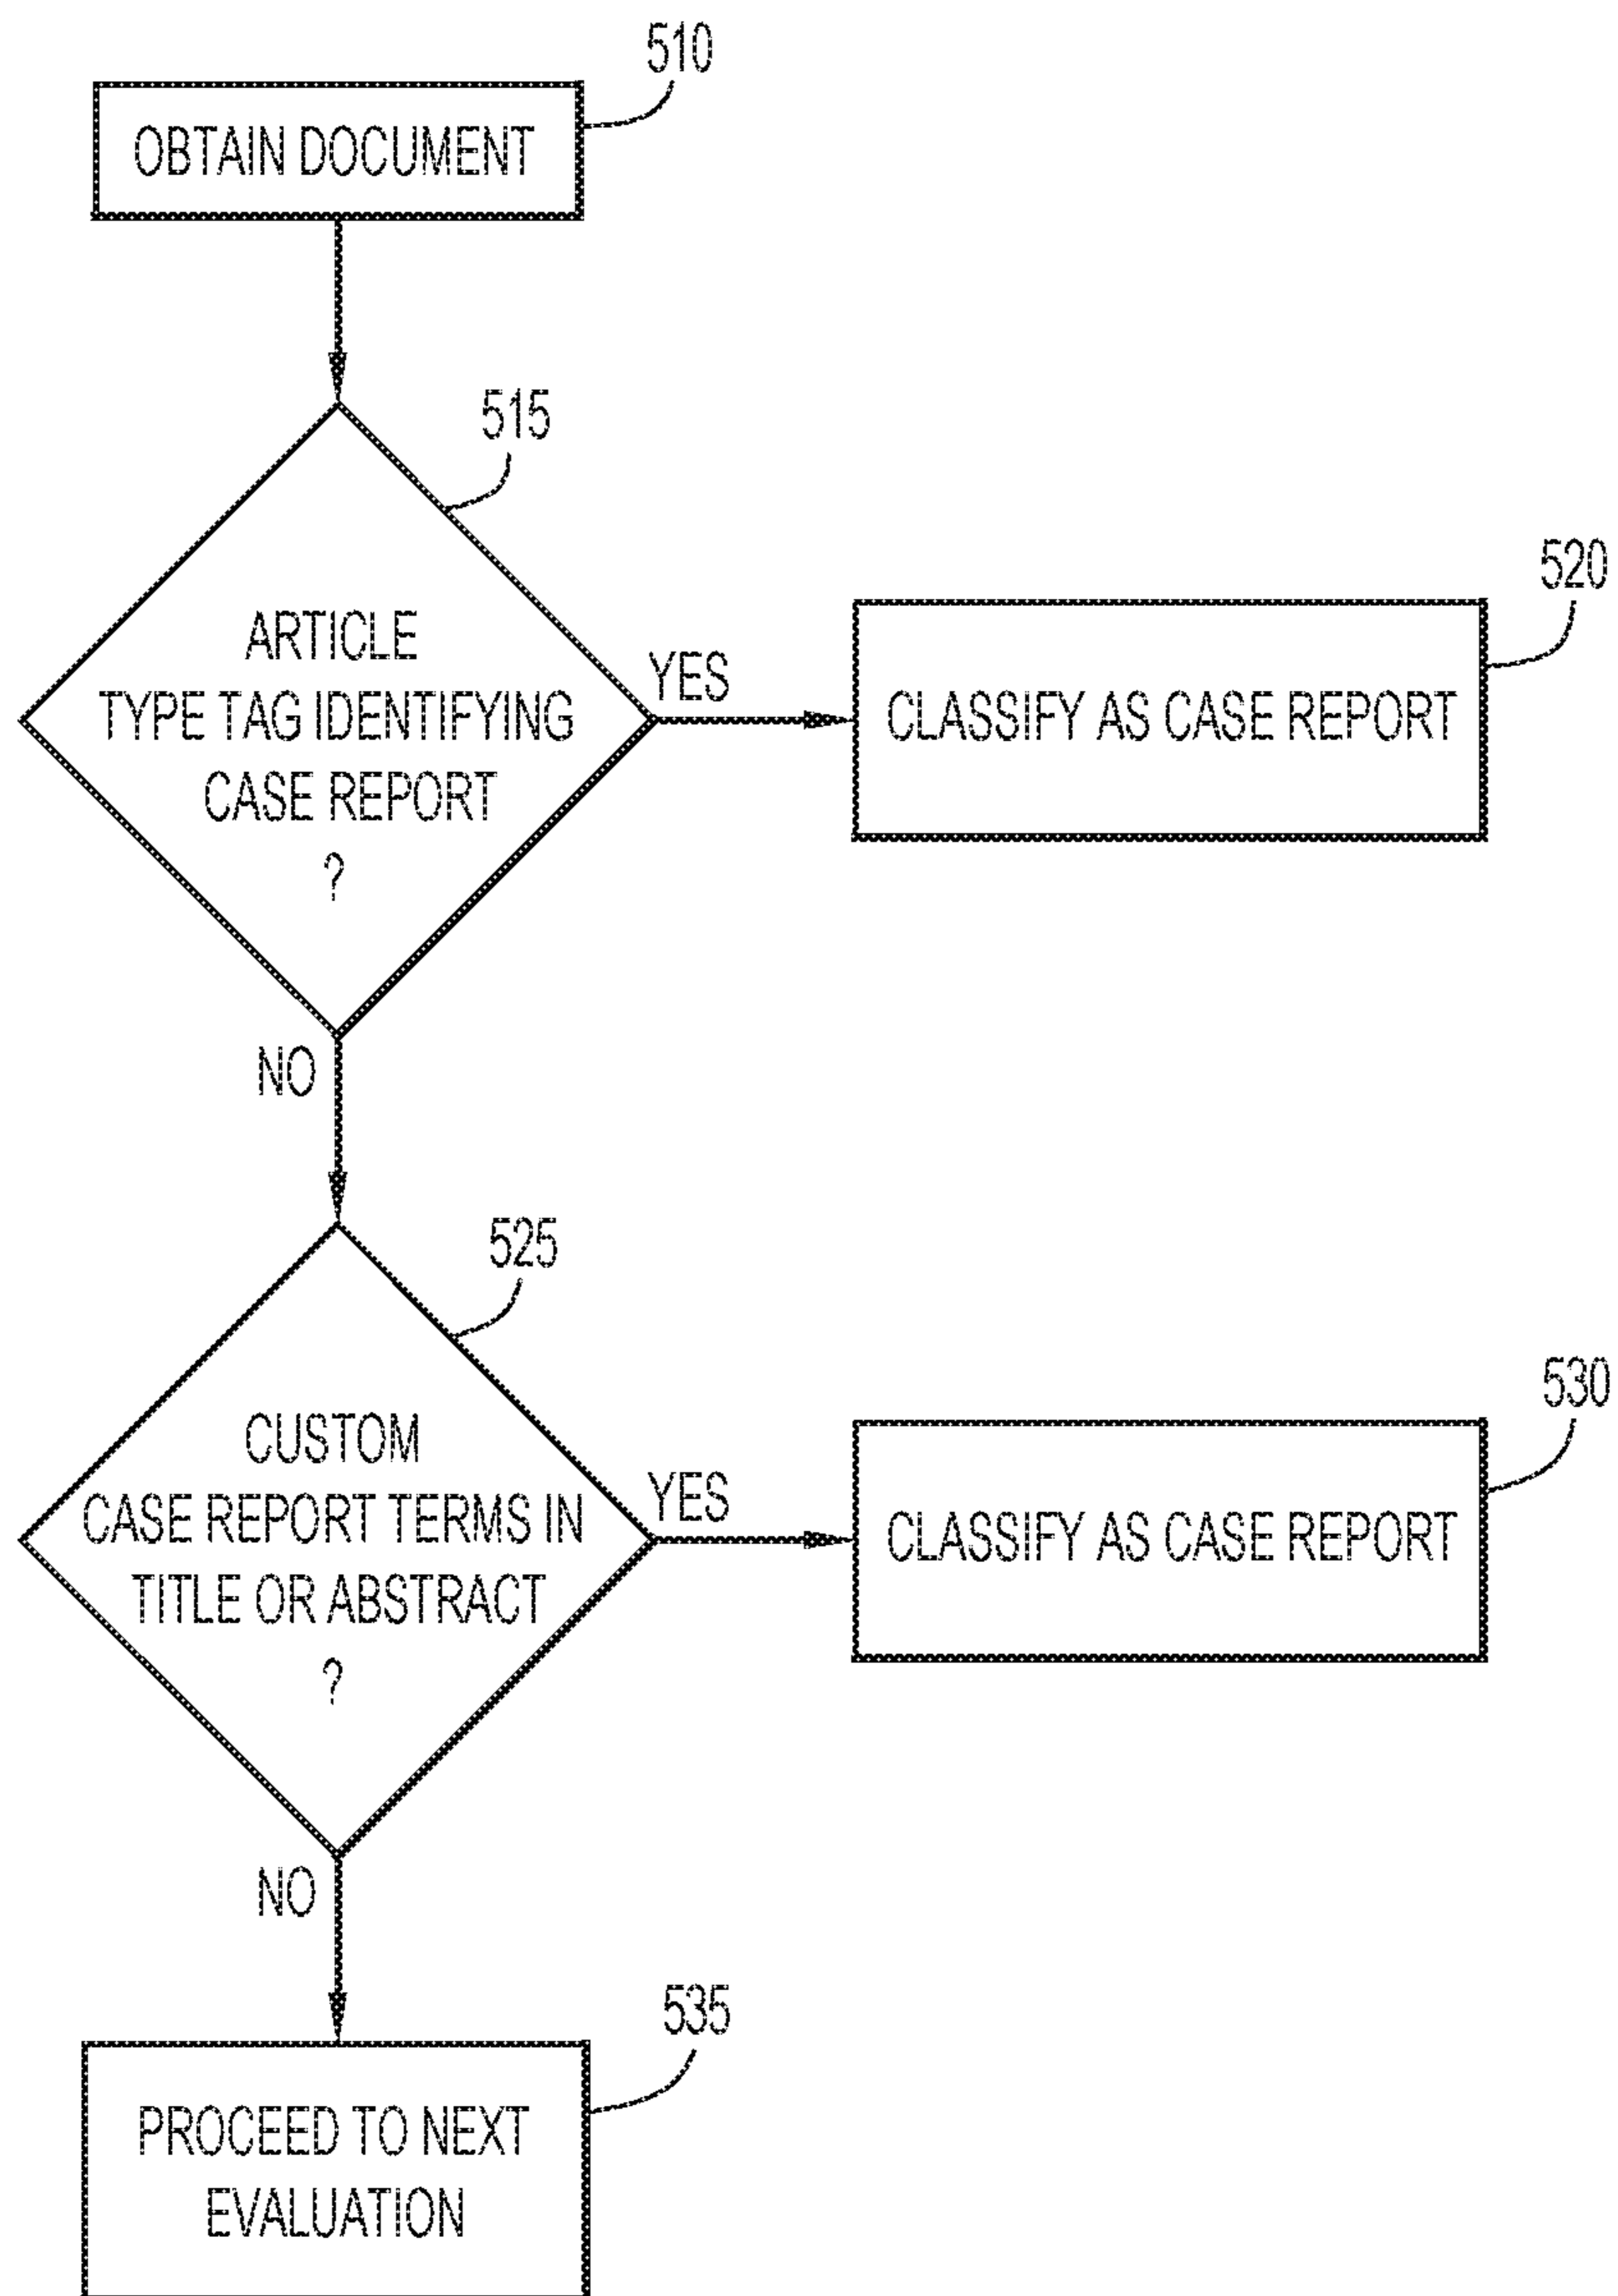 510
OBTAIN DOCUMENT
515
ARTICLE
TYPE TAG IDENTIFYING
CASE REPORT
?
YES
520
CLASSIFY AS CASE REPORT
NO
525
CUSTOM
CASE REPORT TERMS IN
TITLE OR ABSTRACT
?
YES
530
CLASSIFY AS CASE REPORT
NO
535
PROCEED TO NEXT
EVALUATION